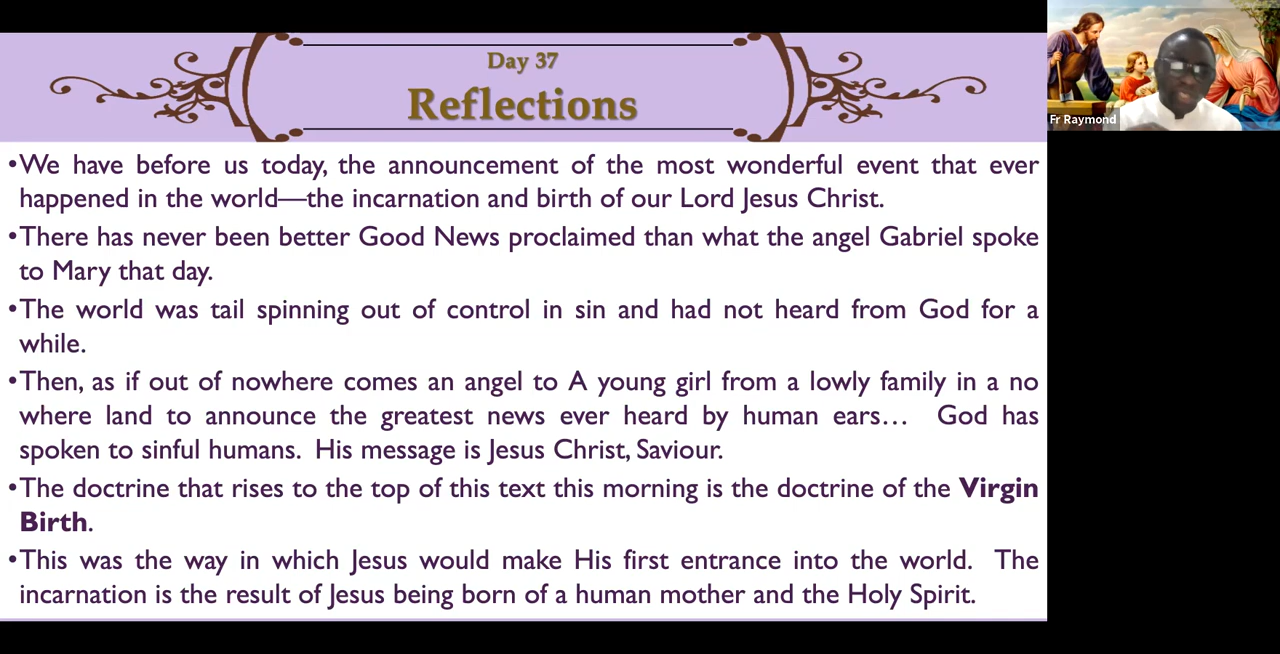 Day 37
Reflections
•We have before us today, the announcement of the most wonderful event that ever
happened in the world—the incarnation and birth of our Lord Jesus Christ.
•There has never been better Good News proclaimed than what the angel Gabriel spoke
to Mary that day.
•The world was tail spinning out of control in sin and had not heard from God for a
while.
•Then, as if out of nowhere comes an angel to A young girl from a lowly family in a no
where land to announce the greatest news ever heard by human ears… God has
spoken to sinful humans. His message is Jesus Christ, Saviour.
•The doctrine that rises to the top of this text this morning is the doctrine of the Virgin
Birth.
•This was the way in which Jesus would make His first entrance into the world. The
incarnation is the result of Jesus being born of a human mother and the Holy Spirit.
Fr Raymond